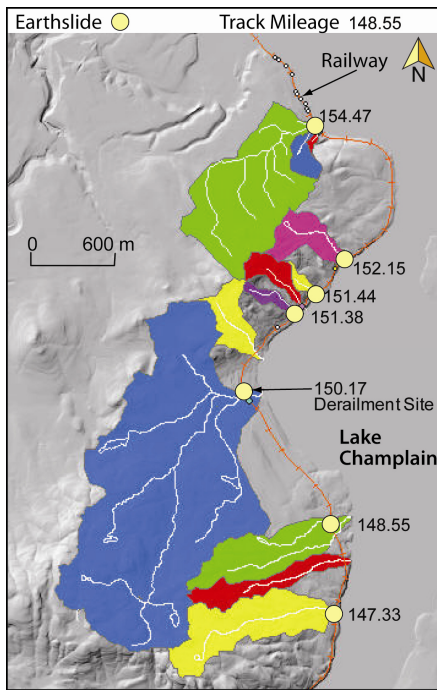 Earthslide Track Mileage 148.55
Railway
154.47
0 600 m
152.15
151.44
151.38
150.17
Derailment Site
Lake
Champlain
148.55
147.33